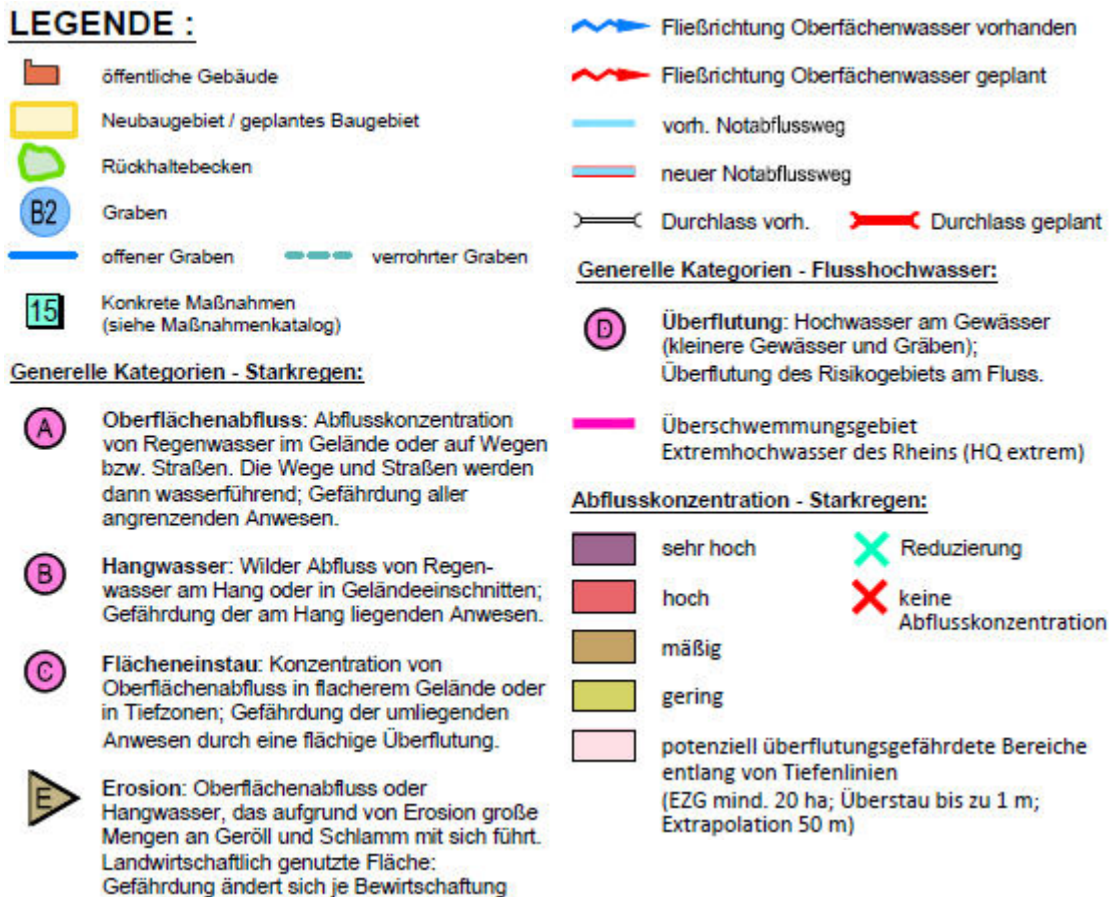 LEGENDE :
öffentliche Gebäude
Neubaugebiet / geplantes Baugebiet
Rückhaltebecken
B2 Graben
offener Graben verrohrter Graben
15 Konkrete Maßnahmen
(siehe Maßnahmenkatalog)
Generelle Kategorien - Starkregen:
A Oberflächenabfluss: Abflusskonzentration
von Regenwasser im Gelände oder auf Wegen
bzw. Straßen. Die Wege und Straßen werden
dann wasserführend; Gefährdung aller
angrenzenden Anwesen.
B Hangwasser: Wilder Abfluss von Regen-
wasser am Hang oder in Geländeeinschnitten;
Gefährdung der am Hang liegenden Anwesen.
C Flächeneinstau: Konzentration von
Oberflächenabfluss in flacherem Gelände oder
in Tiefzonen; Gefährdung der umliegenden
Anwesen durch eine flächige Überflutung.
E Erosion: Oberflächenabfluss oder
Hangwasser, das aufgrund von Erosion große
Mengen an Geröll und Schlamm mit sich führt.
Landwirtschaftlich genutzte Fläche:
Gefährdung ändert sich je Bewirtschaftung
Fließrichtung Oberfächenwasser vorhanden
Fließrichtung Oberfächenwasser geplant
vorh. Notabflussweg
neuer Notabflussweg
Durchlass vorh. Durchlass geplant
Generelle Kategorien - Flusshochwasser:
D Überflutung: Hochwasser am Gewässer
(kleinere Gewässer und Gräben);
Überflutung des Risikogebiets am Fluss.
Überschwemmungsgebiet
Extremhochwasser des Rheins (HQ extrem)
Abflusskonzentration - Starkregen:
sehr hoch Reduzierung
hoch keine
Abflusskonzentration
mäßig
gering
potenziell überflutungsgefährdete Bereiche
entlang von Tiefenlinien
(EZG mind. 20 ha; Überstau bis zu 1 m;
Extrapolation 50 m)